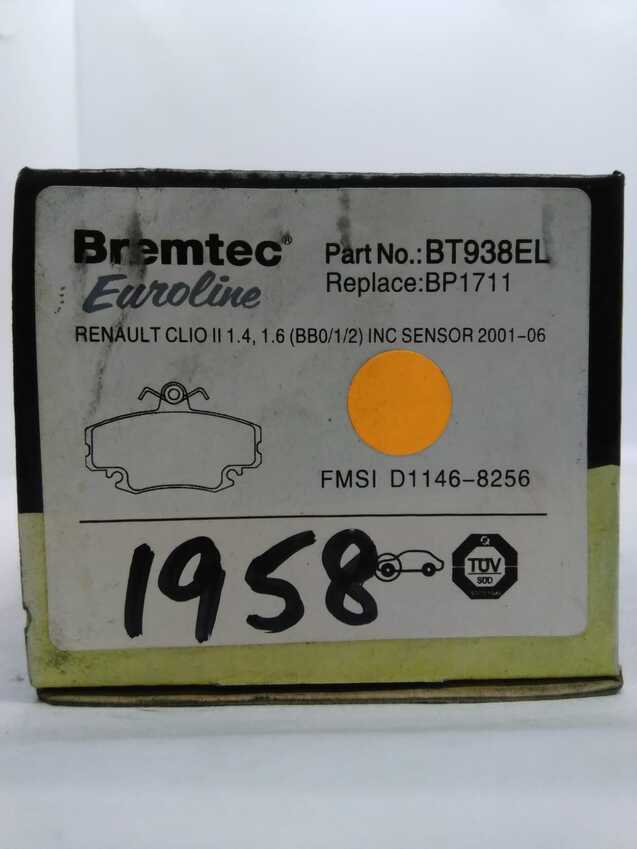 Bremtec®
Euroline
Part No.:BT938EL
Replace:BP1711
RENAULT CLIO II 1.4, 1.6 (BB0/1/2) INC SENSOR 2001-06
FMSI D1146-8256
1958
TÜV
SÜD